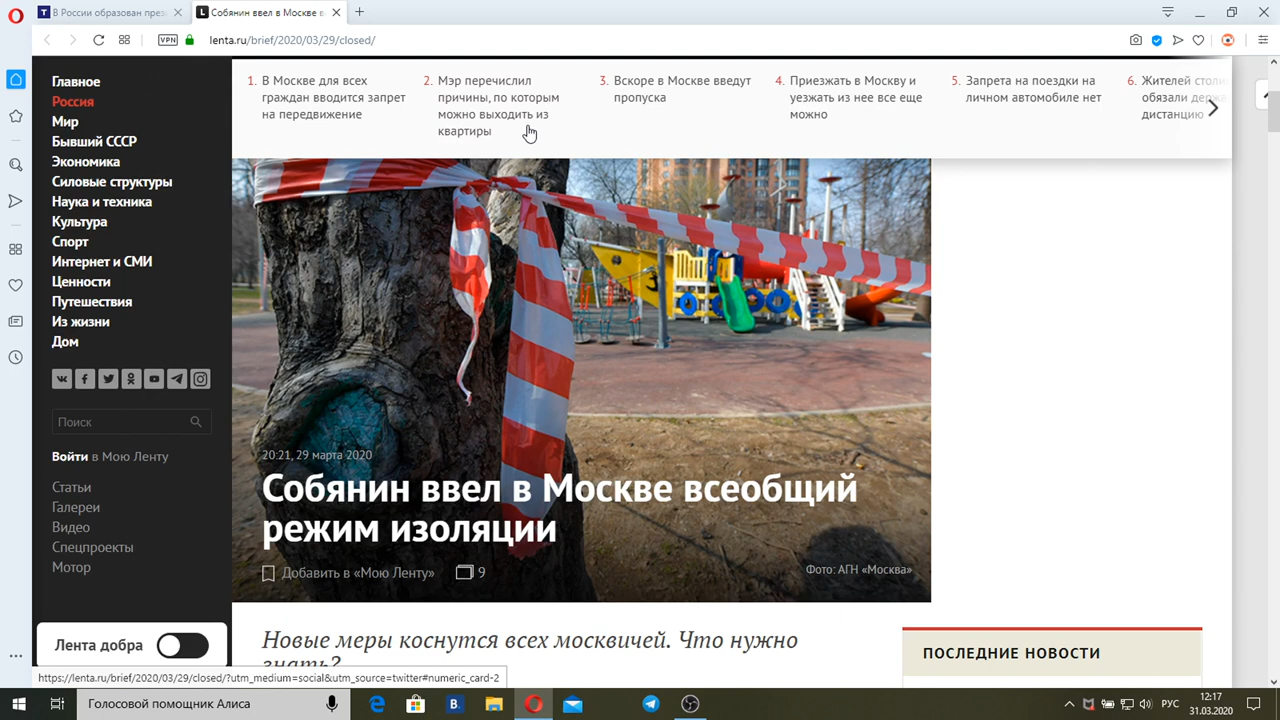 В России образован през
Собянин ввел в Москве в
VPN
lenta.ru/brief/2020/03/29/closed/
Главное
Россия
Мир
Бывший СССР
Экономика
Силовые структуры
Наука и техника
Культура
Спорт
Интернет и СМИ
Ценности
Путешествия
Из жизни
Дом
Поиск
Войти в Мою Ленту
Статьи
Галереи
Видео
Спецпроекты
Мотор
Лента добра
1. В Москве для всех
граждан вводится запрет
на передвижение
2. Мэр перечислил
причины, по которым
можно выходить из
квартиры
3. Вскоре в Москве введут
пропуска
4. Приезжать в Москву и
уезжать из нее все еще
можно
5. Запрета на поездки на
личном автомобиле нет
6. Жителей столи
обязали держа
дистанцию
20:21, 29 марта 2020
Собянин ввел в Москве всеобщий
режим изоляции
Добавить в «Мою Ленту» 9
Фото: АГН «Москва»
Новые меры коснутся всех москвичей. Что нужно
знать?
ПОСЛЕДНИЕ НОВОСТИ
https://lenta.ru/brief/2020/03/29/closed/?utm_medium=social&utm_source=twitter#numeric_card-2
Голосовой помощник Алиса
РУС
12:17
31.03.2020